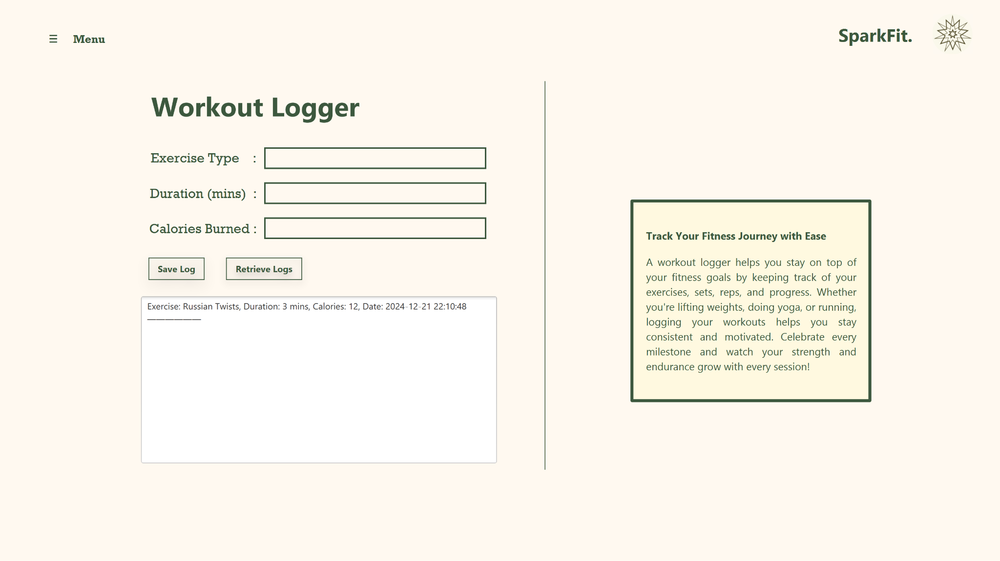 ☰ Menu
SparkFit.
Workout Logger
Exercise Type :
Duration (mins) :
Calories Burned :
Save Log
Retrieve Logs
Exercise: Russian Twists, Duration: 3 mins, Calories: 12, Date: 2024-12-21 22:10:48
——————
Track Your Fitness Journey with Ease
A workout logger helps you stay on top of
your fitness goals by keeping track of your
exercises, sets, reps, and progress. Whether
you're lifting weights, doing yoga, or running,
logging your workouts helps you stay
consistent and motivated. Celebrate every
milestone and watch your strength and
endurance grow with every session!